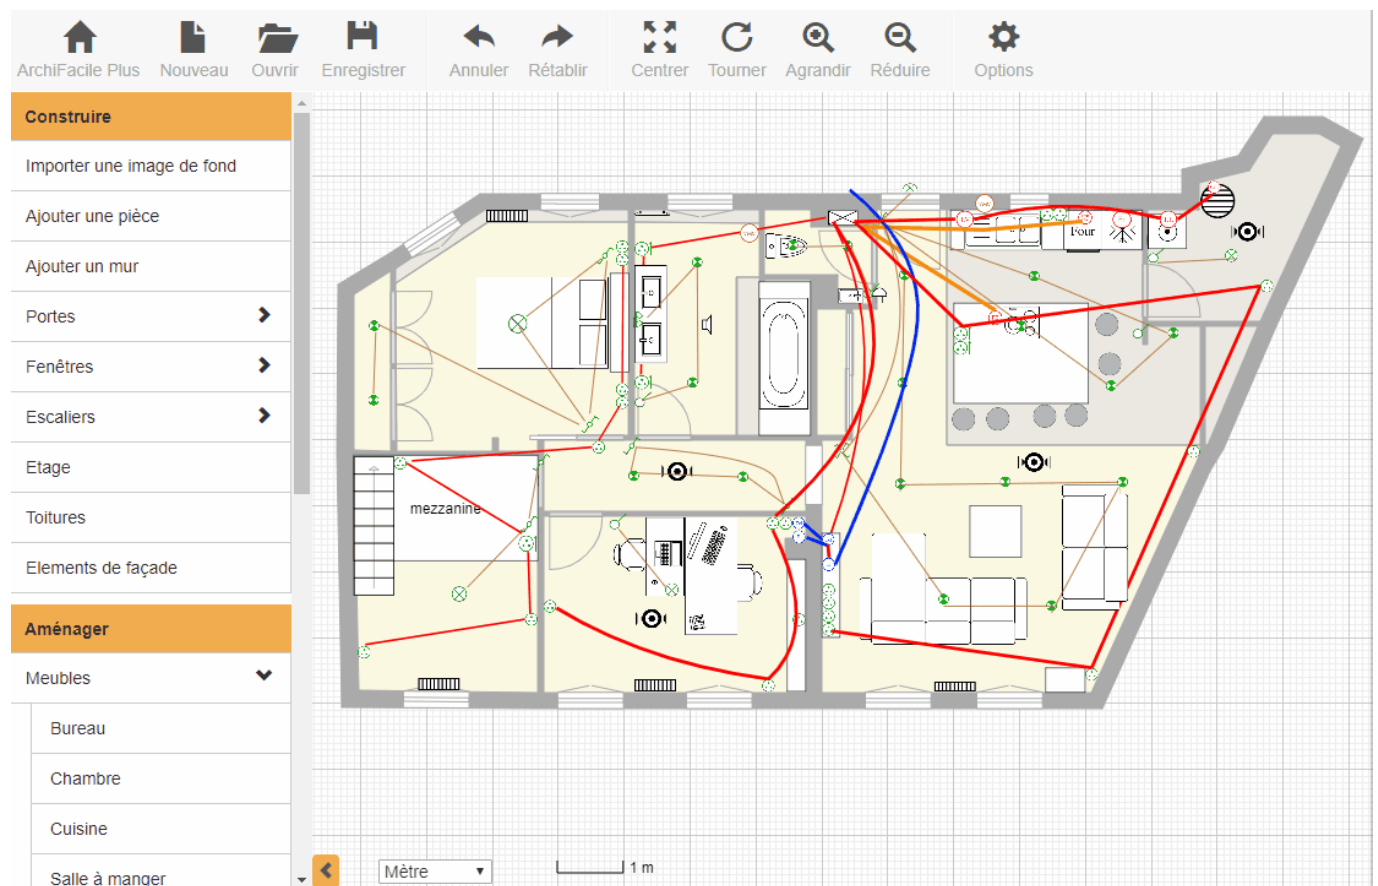 ArchiFacile Plus Nouveau Ouvrir Enregistrer Annuler Rétablir Centrer Tourner Agrandir Réduire Options
Construire
Importer une image de fond
Ajouter une pièce
Ajouter un mur
Portes
Fenêtres
Escaliers
Etage
Toitures
Elements de façade
Aménager
Meubles
Bureau
Chambre
Cuisine
Salle à manger
Four
mezzanine
Mètre
1 m